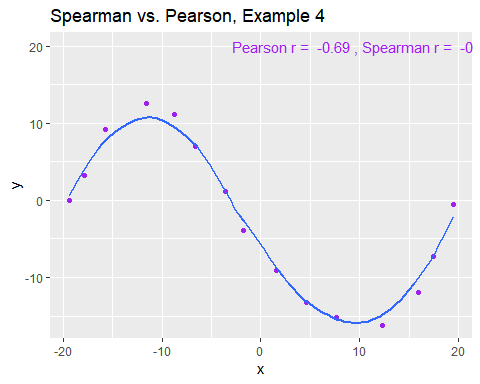 Spearman vs. Pearson, Example 4
Pearson r = -0.69 , Spearman r = -0
20
10
0
-10
y
-20
-10
0
10
20
x